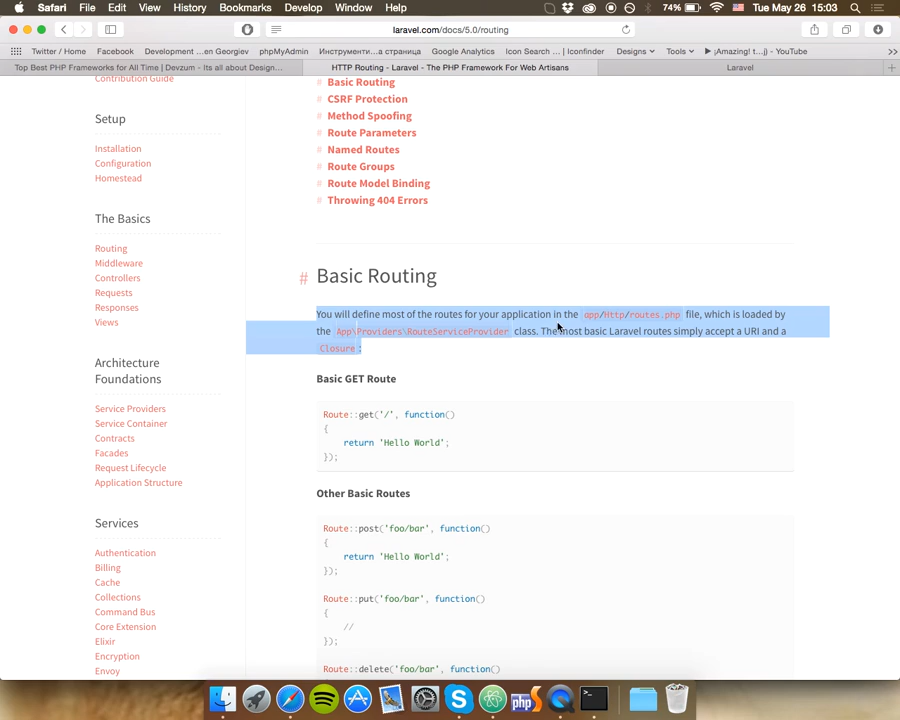 Safari File Edit View History Bookmarks Develop Window Help 74% Tue May 26 15:03
laravel.com/docs/5.0/routing
Twitter / Home Facebook Development ...en Georgiev phpMyAdmin Инструменти...а страница Google Analytics Icon Search ... | Iconfinder Designs Tools ▶ ¡Amazing! t...j) - YouTube >>
Top Best PHP Frameworks for All Time | Devzum - Its all about Design... HTTP Routing - Laravel - The PHP Framework For Web Artisans Laravel +
Contribution Guide
Setup
Installation
Configuration
Homestead
The Basics
Routing
Middleware
Controllers
Requests
Responses
Views
Architecture
Foundations
Service Providers
Service Container
Contracts
Facades
Request Lifecycle
Application Structure
Services
Authentication
Billing
Cache
Collections
Command Bus
Core Extension
Elixir
Encryption
Envoy
# Basic Routing
# CSRF Protection
# Method Spoofing
# Route Parameters
# Named Routes
# Route Groups
# Route Model Binding
# Throwing 404 Errors
# Basic Routing
You will define most of the routes for your application in the app/Http/routes.php file, which is loaded by
the App\Providers\RouteServiceProvider class. The most basic Laravel routes simply accept a URI and a
Closure :
Basic GET Route
Route::get('/', function()
{
return 'Hello World';
});
Other Basic Routes
Route::post('foo/bar', function()
{
return 'Hello World';
});
Route::put('foo/bar', function()
{
//
});
Route::delete('foo/bar', function()
php